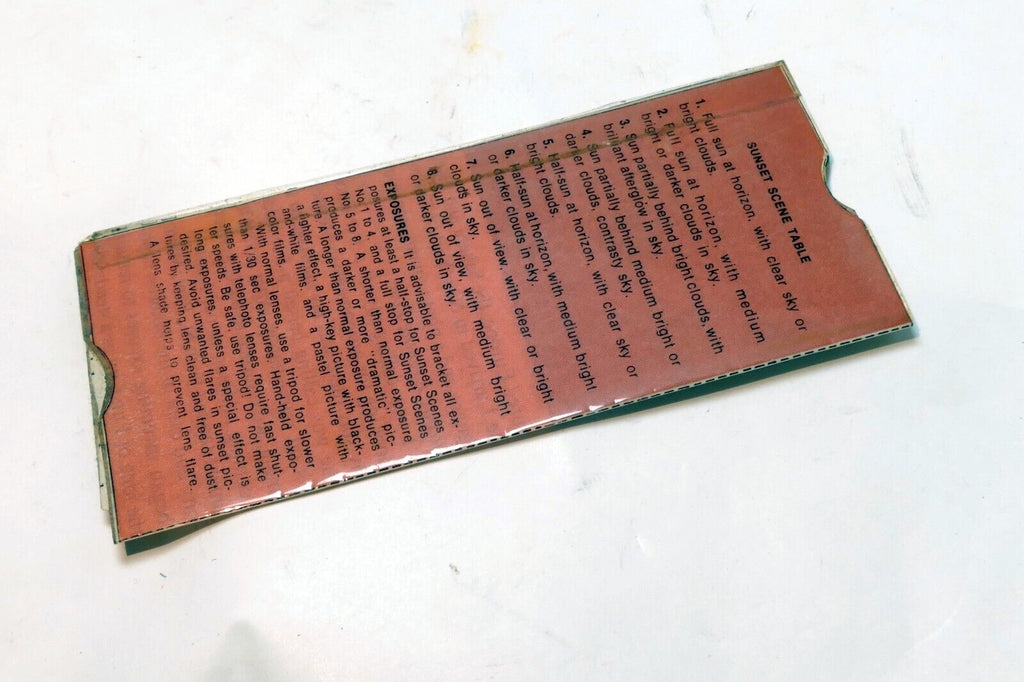 SUNSET SCENE TABLE
1. Full sun at horizon, with clear sky or
bright clouds.
2. Full sun at horizon, with medium
bright or darker clouds in sky.
3. Sun partially behind bright clouds, with
brilliant afterglow in sky.
4. Sun partially behind medium bright or
darker clouds, contrasty sky.
5. Half-sun at horizon, with clear sky or
bright clouds.
6. Half-sun at horizon, with medium bright
or darker clouds in sky.
7. Sun out of view, with clear or bright
clouds in sky.
8. Sun out of view, with medium bright
or darker clouds in sky.
EXPOSURES It is advisable to bracket all ex-
posures at least a half-stop for Sunset Scenes
No. 1 to 4, and a full stop for Sunset Scenes
No. 5 to 8. A shorter than normal exposure
produces a darker or more "dramatic" pic-
ture. A longer than normal exposure produces
a lighter effect, a high-key picture with black-
and-white films, and a pastel picture with
color films.
With normal lenses, use a tripod for slower
than 1/30 sec. exposures. Hand-held expo-
sures with telephoto lenses require fast shut-
ter speeds. Be safe, use tripod! Do not make
long exposures, unless a special effect is
desired. Avoid unwanted flares in sunset pic-
tures by keeping lens clean and free of dust.
A lens shade helps to prevent lens flare.